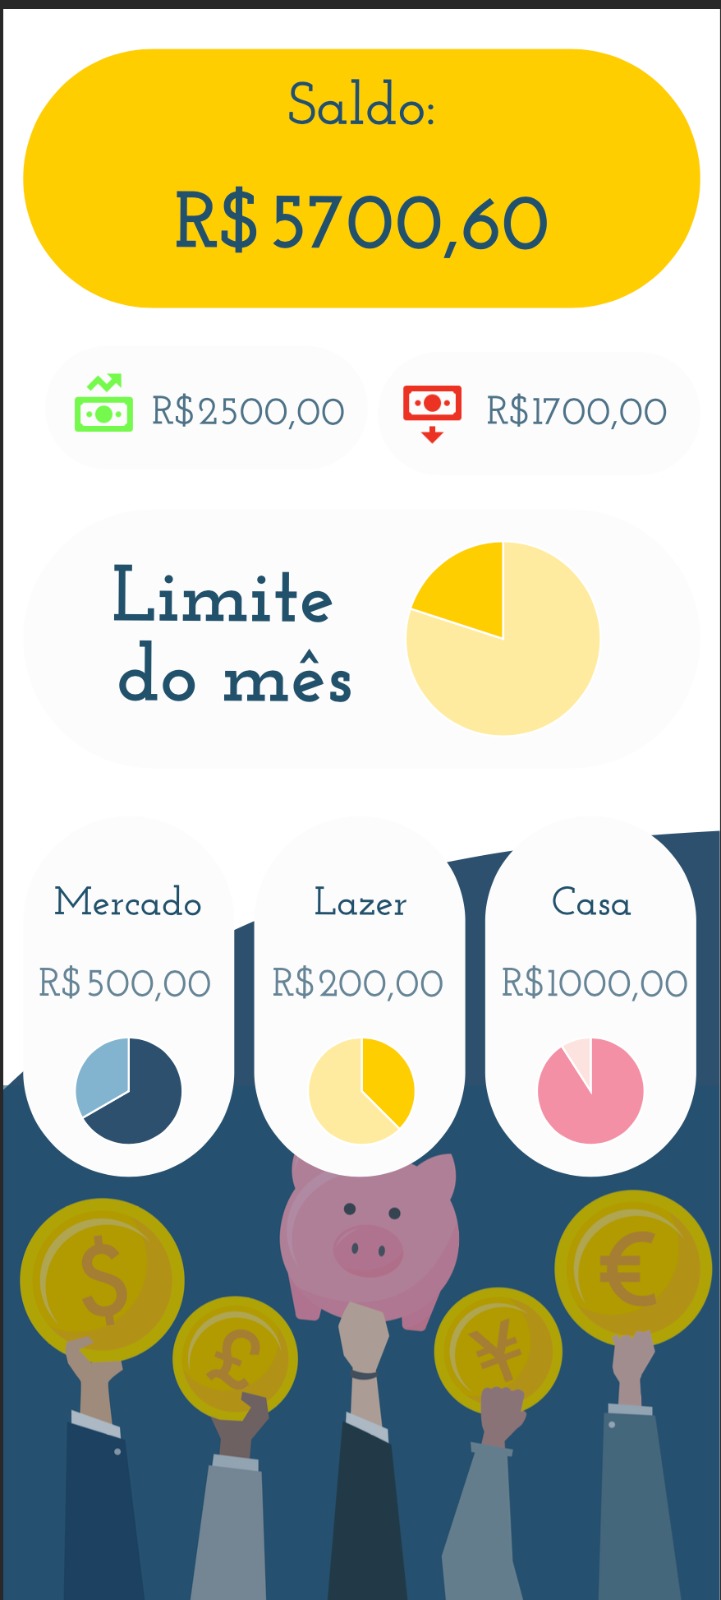 Saldo:
R$ 5700,60
R$2500,00
R$1700,00
Limite
do mês
Mercado
Lazer
Casa
R$ 500,00
R$200,00
R$1000,00
$
£
¥
€